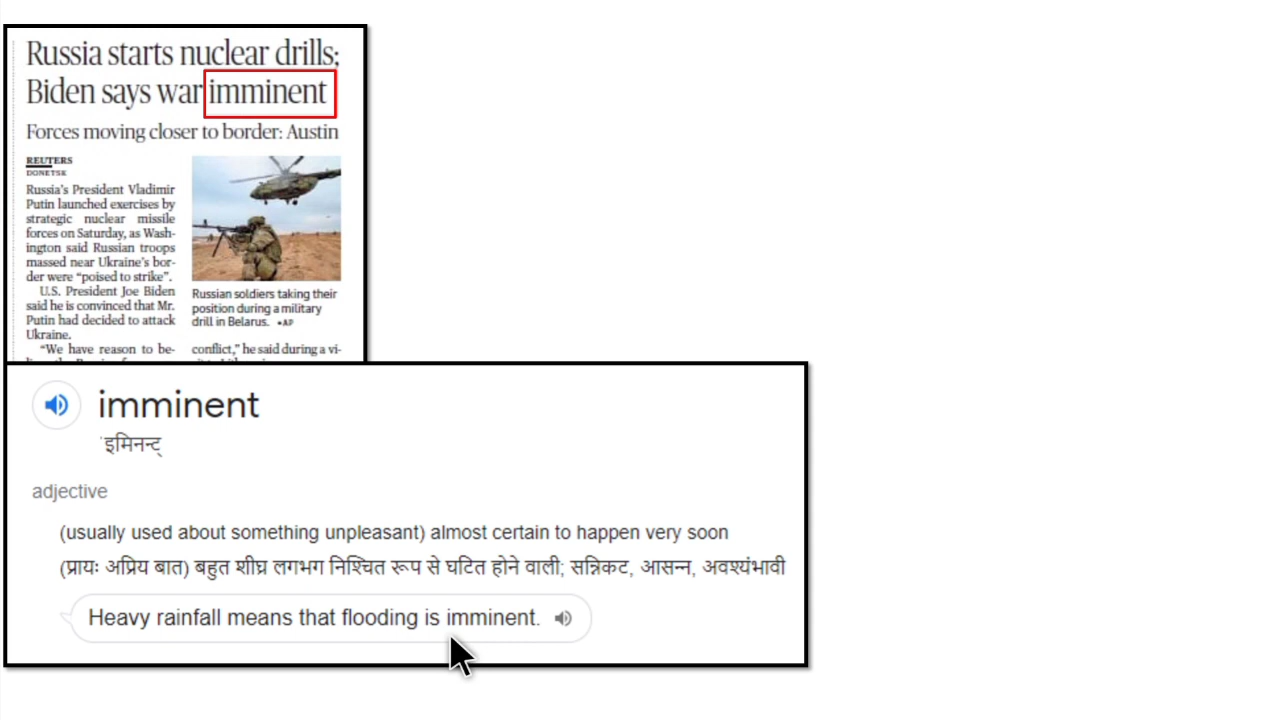 Russia starts nuclear drills;
Biden says war imminent
Forces moving closer to border: Austin
REUTERS
DONETSK
Russia's President Vladimir
Putin launched exercises by
strategic nuclear missile
forces on Saturday, as Wash-
ington said Russian troops
massed near Ukraine's bor-
der were “poised to strike”.
U.S. President Joe Biden
said he is convinced that Mr.
Putin had decided to attack
Ukraine.
“We have reason to be-
Russian soldiers taking their
position during a military
drill in Belarus. •AP
conflict,” he said during a vi-
imminent
ˈइमिनन्ट्
adjective
(usually used about something unpleasant) almost certain to happen very soon
(प्रायः अप्रिय बात) बहुत शीघ्र लगभग निश्चित रूप से घटित होने वाली; सन्निकट, आसन्न, अवश्यंभावी
Heavy rainfall means that flooding is imminent.